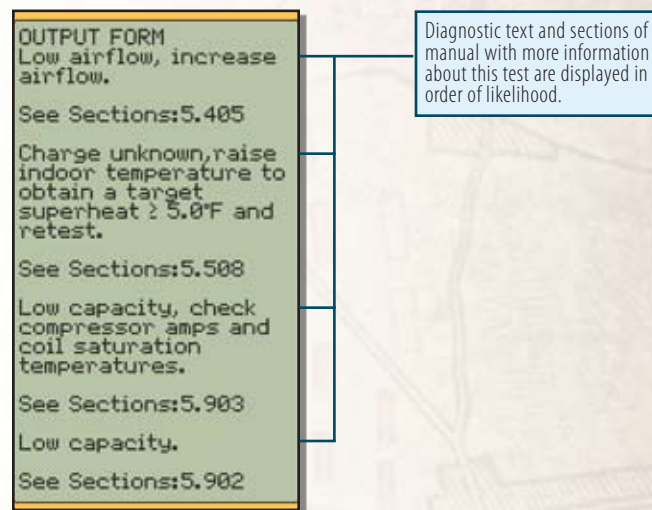 OUTPUT FORM
Low airflow, increase
airflow.
See Sections:5.405
Charge unknown,raise
indoor temperature to
obtain a target
superheat ≥ 5.0°F and
retest.
See Sections:5.508
Low capacity, check
compressor amps and
coil saturation
temperatures.
See Sections:5.903
Low capacity.
See Sections:5.902
Diagnostic text and sections of
manual with more information
about this test are displayed in
order of likelihood.